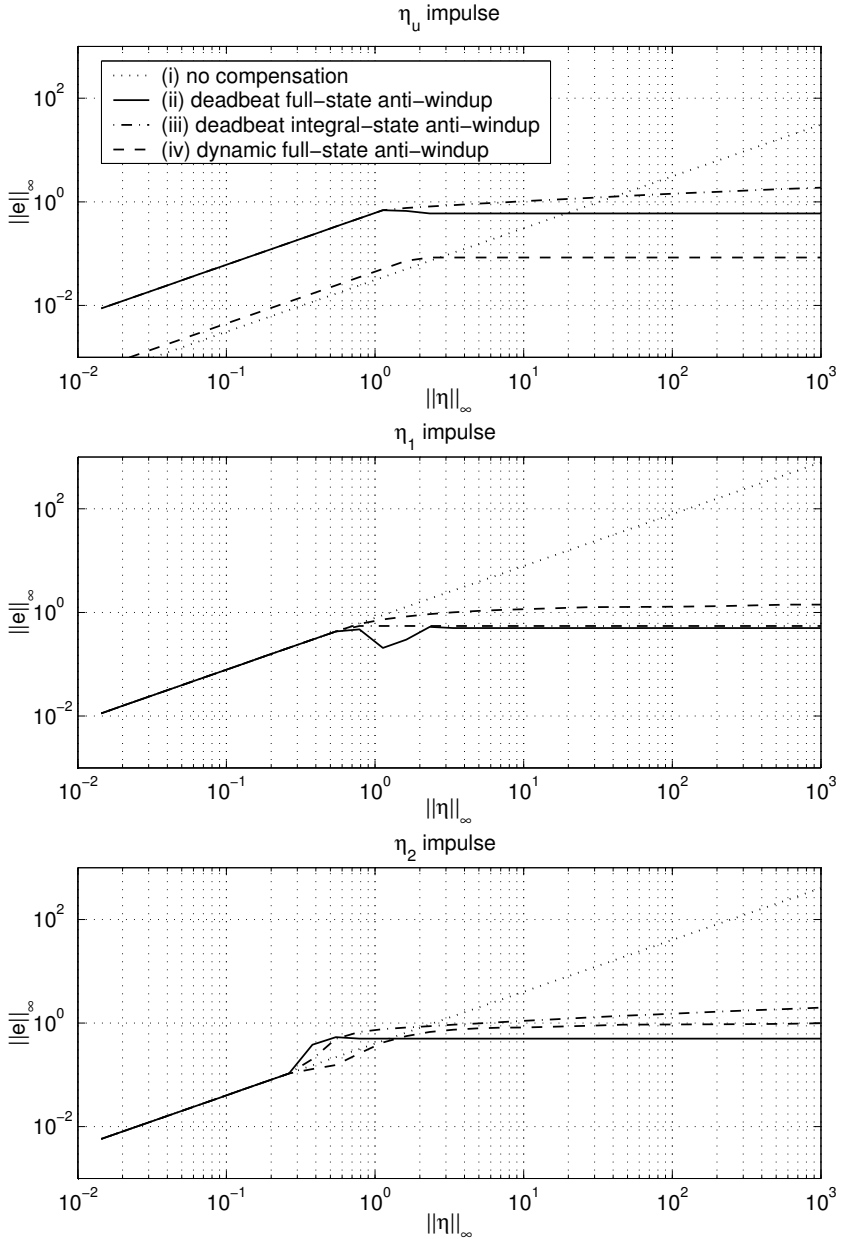 η_u impulse
(i) no compensation
(ii) deadbeat full−state anti−windup
(iii) deadbeat integral−state anti−windup
(iv) dynamic full−state anti−windup
10^2
10^0
10^−2
||e||_∞
10^−2 10^−1 10^0 10^1 10^2 10^3
||η||_∞
η_1 impulse
10^2
10^0
10^−2
||e||_∞
10^−2 10^−1 10^0 10^1 10^2 10^3
||η||_∞
η_2 impulse
10^2
10^0
10^−2
||e||_∞
10^−2 10^−1 10^0 10^1 10^2 10^3
||η||_∞